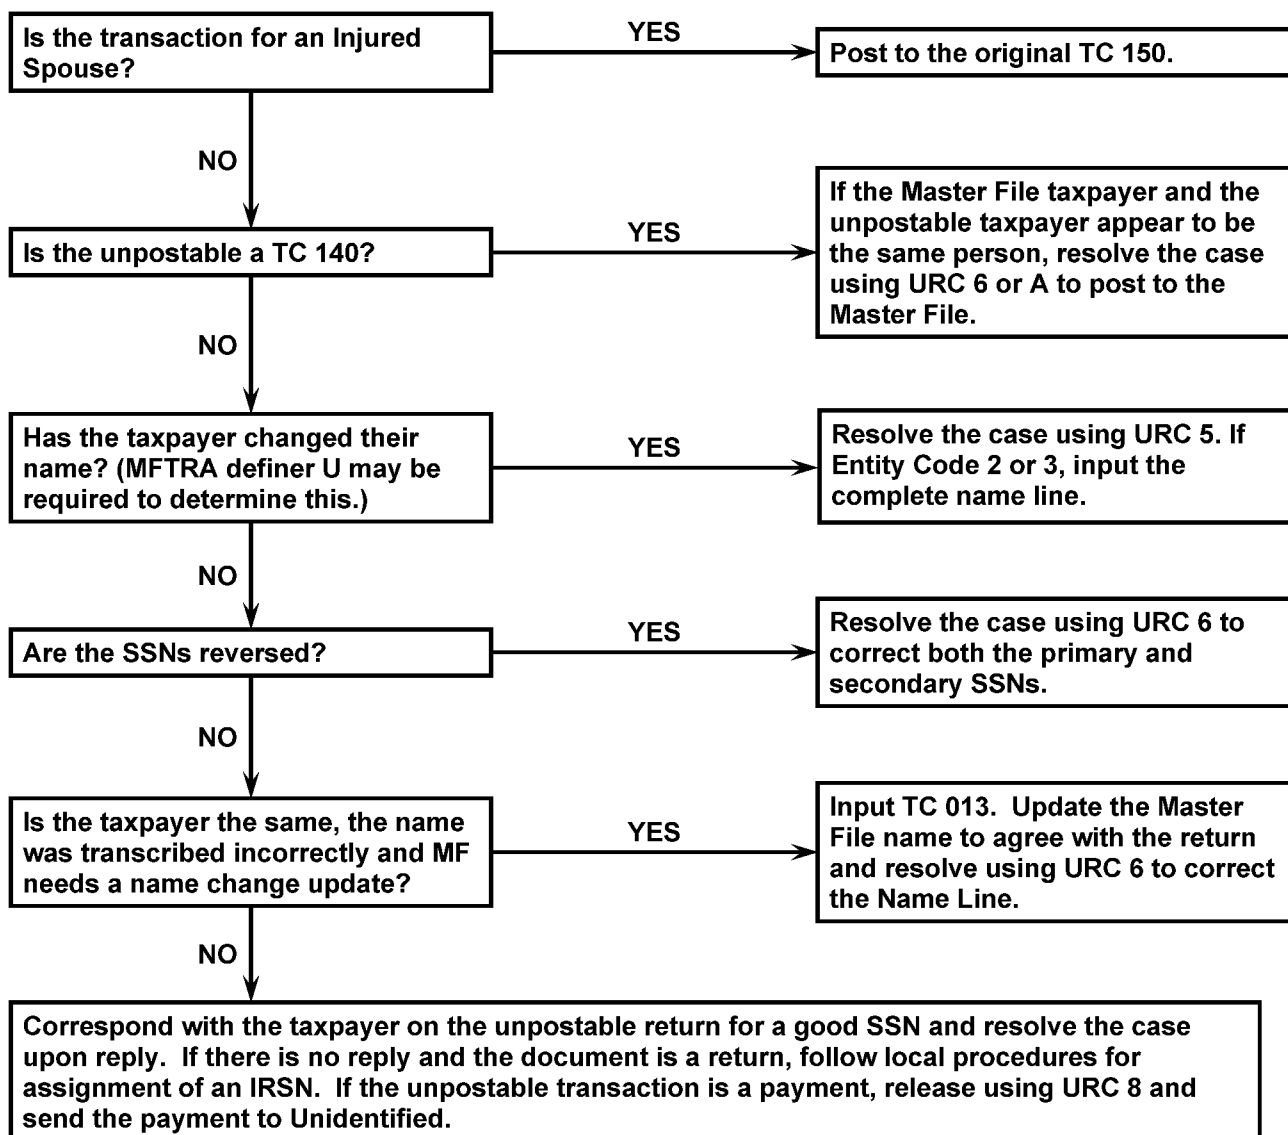 Is the transaction for an Injured
Spouse?
YES
Post to the original TC 150.
NO
Is the unpostable a TC 140?
YES
If the Master File taxpayer and the
unpostable taxpayer appear to be
the same person, resolve the case
using URC 6 or A to post to the
Master File.
NO
Has the taxpayer changed their
name? (MFTRA definer U may be
required to determine this.)
YES
Resolve the case using URC 5. If
Entity Code 2 or 3, input the
complete name line.
NO
Are the SSNs reversed?
YES
Resolve the case using URC 6 to
correct both the primary and
secondary SSNs.
NO
Is the taxpayer the same, the name
was transcribed incorrectly and MF
needs a name change update?
YES
Input TC 013. Update the Master
File name to agree with the return
and resolve using URC 6 to correct
the Name Line.
NO
Correspond with the taxpayer on the unpostable return for a good SSN and resolve the case
upon reply. If there is no reply and the document is a return, follow local procedures for
assignment of an IRSN. If the unpostable transaction is a payment, release using URC 8 and
send the payment to Unidentified.